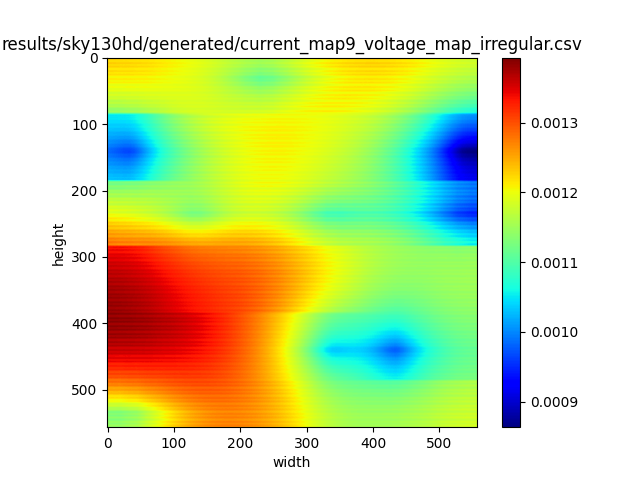 results/sky130hd/generated/current_map9_voltage_map_irregular.csv
0
100
200
300
400
500
height
0 100 200 300 400 500
width
0.0013
0.0012
0.0011
0.0010
0.0009